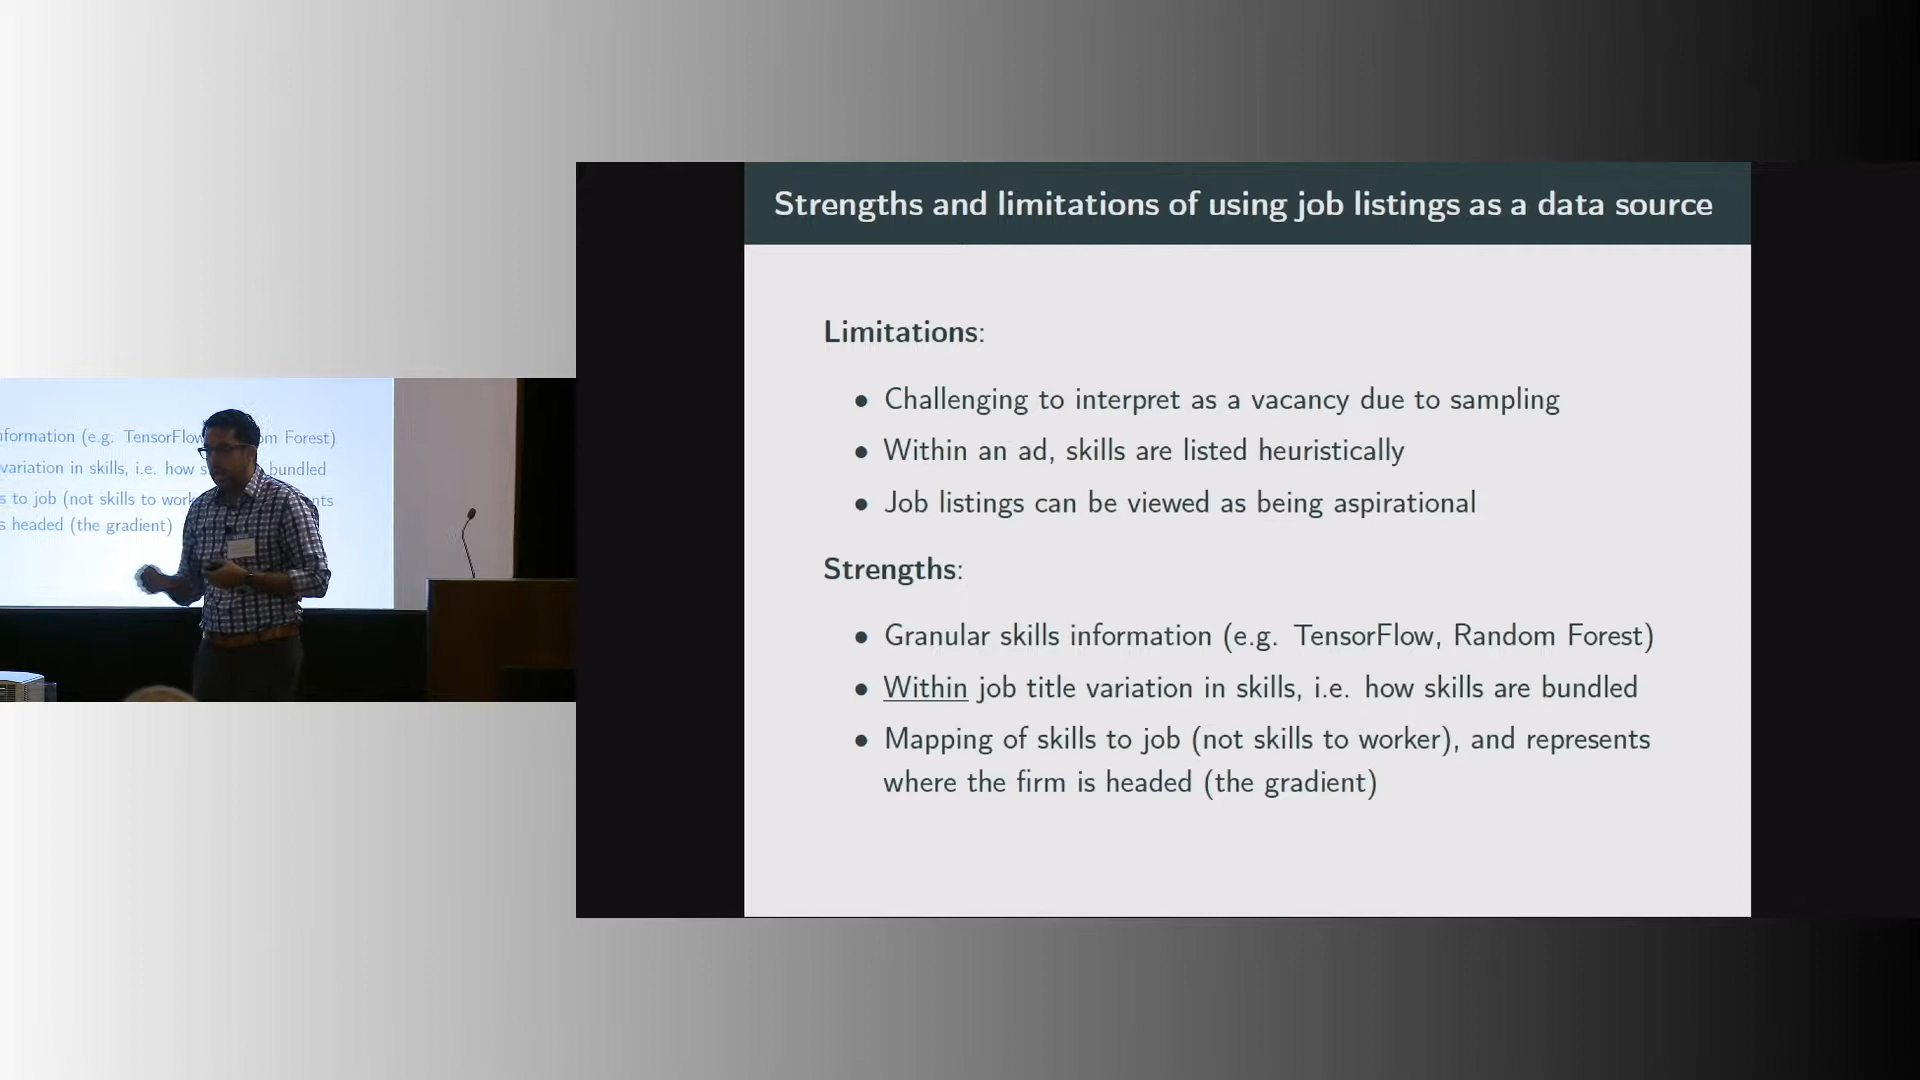 Strengths and limitations of using job listings as a data source
Limitations:
• Challenging to interpret as a vacancy due to sampling
• Within an ad, skills are listed heuristically
• Job listings can be viewed as being aspirational
Strengths:
• Granular skills information (e.g. TensorFlow, Random Forest)
• Within job title variation in skills, i.e. how skills are bundled
• Mapping of skills to job (not skills to worker), and represents
where the firm is headed (the gradient)
(e.g. TensorFlow Forest)
variation in skills, i.e. how bundled
to job (not skills to
headed (the gradient)